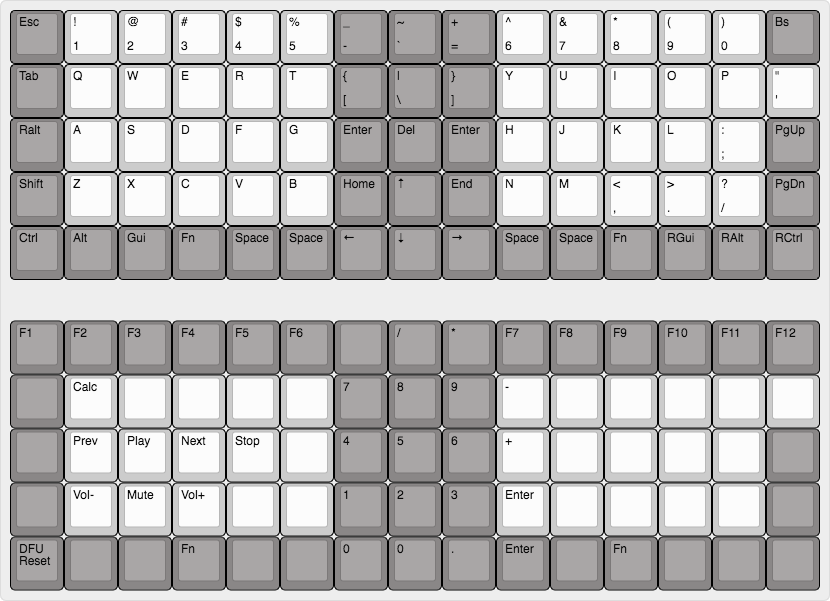 Esc ! @ # $ % _ ~ + ^ & * ( ) Bs
1 2 3 4 5 - ` = 6 7 8 9 0
Tab Q W E R T { | } Y U I O P "
[ \ ] '
Ralt A S D F G Enter Del Enter H J K L : PgUp
;
Shift Z X C V B Home ↑ End N M < > ? PgDn
, . /
Ctrl Alt Gui Fn Space Space ← ↓ → Space Space Fn RGui RAlt RCtrl
F1 F2 F3 F4 F5 F6 / * F7 F8 F9 F10 F11 F12
Calc 7 8 9 -
Prev Play Next Stop 4 5 6 +
Vol- Mute Vol+ 1 2 3 Enter
DFU Fn 0 0 . Enter Fn
Reset